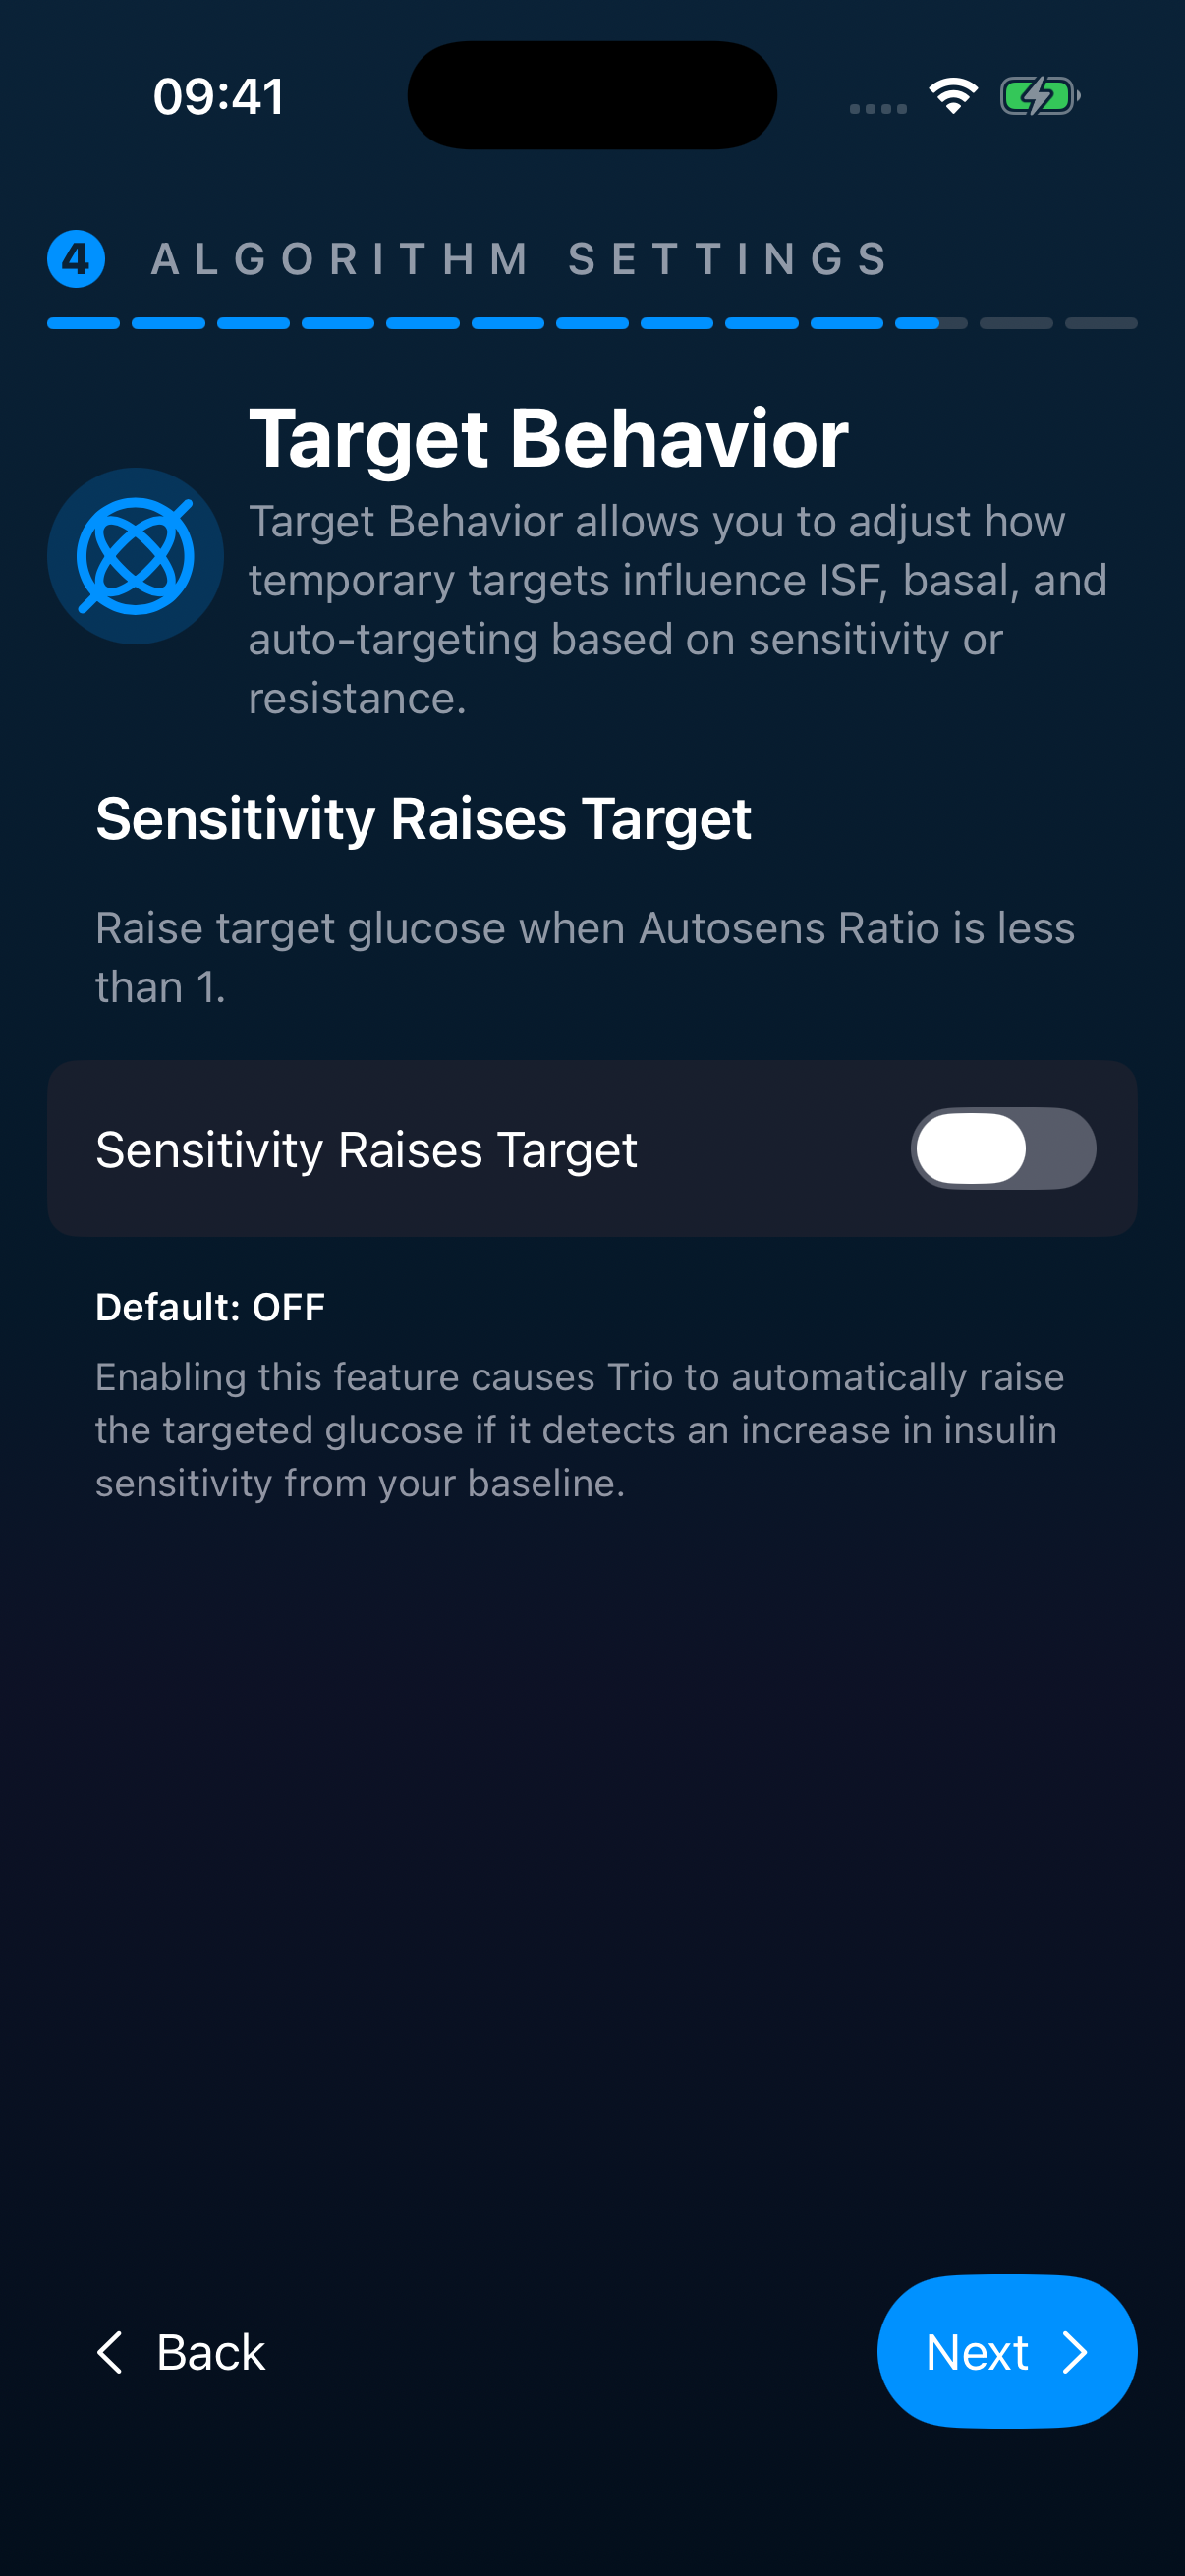 09:41
4 ALGORITHM SETTINGS
Target Behavior
Target Behavior allows you to adjust how
temporary targets influence ISF, basal, and
auto-targeting based on sensitivity or
resistance.
Sensitivity Raises Target
Raise target glucose when Autosens Ratio is less
than 1.
Sensitivity Raises Target
Default: OFF
Enabling this feature causes Trio to automatically raise
the targeted glucose if it detects an increase in insulin
sensitivity from your baseline.
Back
Next